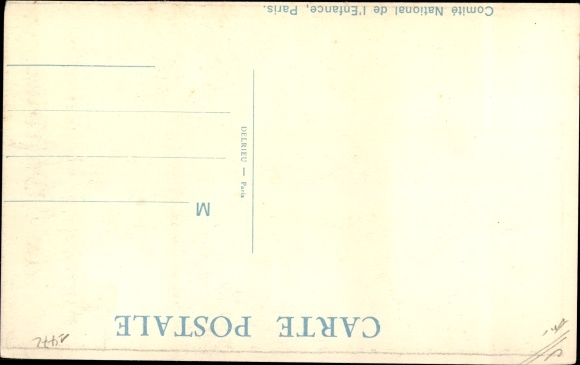 CARTE POSTALE
M
DELRIEU — Paris
Comité National de l'Enfance, Paris.